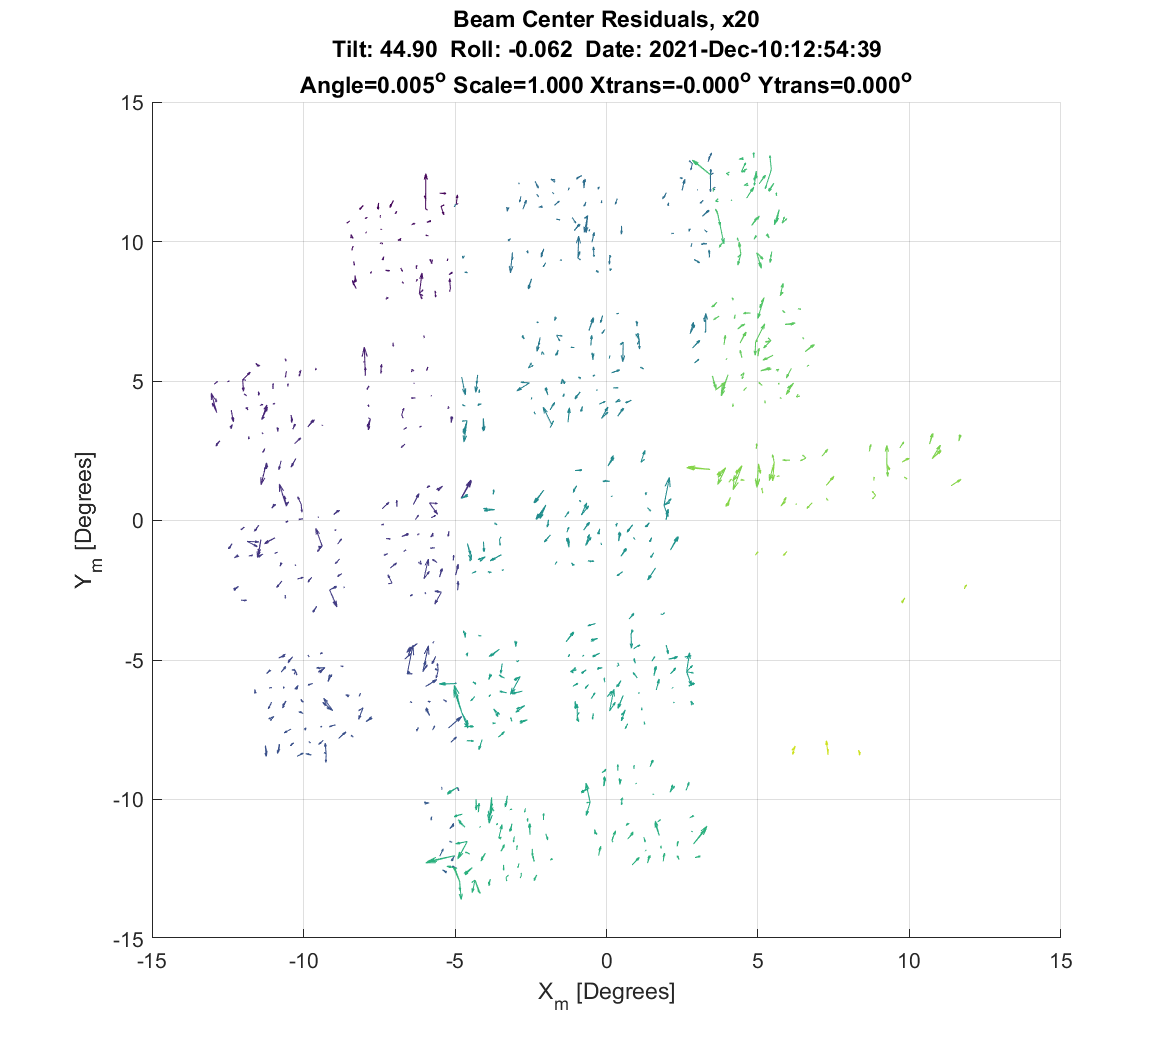 Beam Center Residuals, x20
Tilt: 44.90 Roll: -0.062 Date: 2021-Dec-10:12:54:39
Angle=0.005° Scale=1.000 Xtrans=-0.000° Ytrans=0.000°
15
10
5
0
-5
-10
-15
Y_m [Degrees]
-15 -10 -5 0 5 10 15
X_m [Degrees]